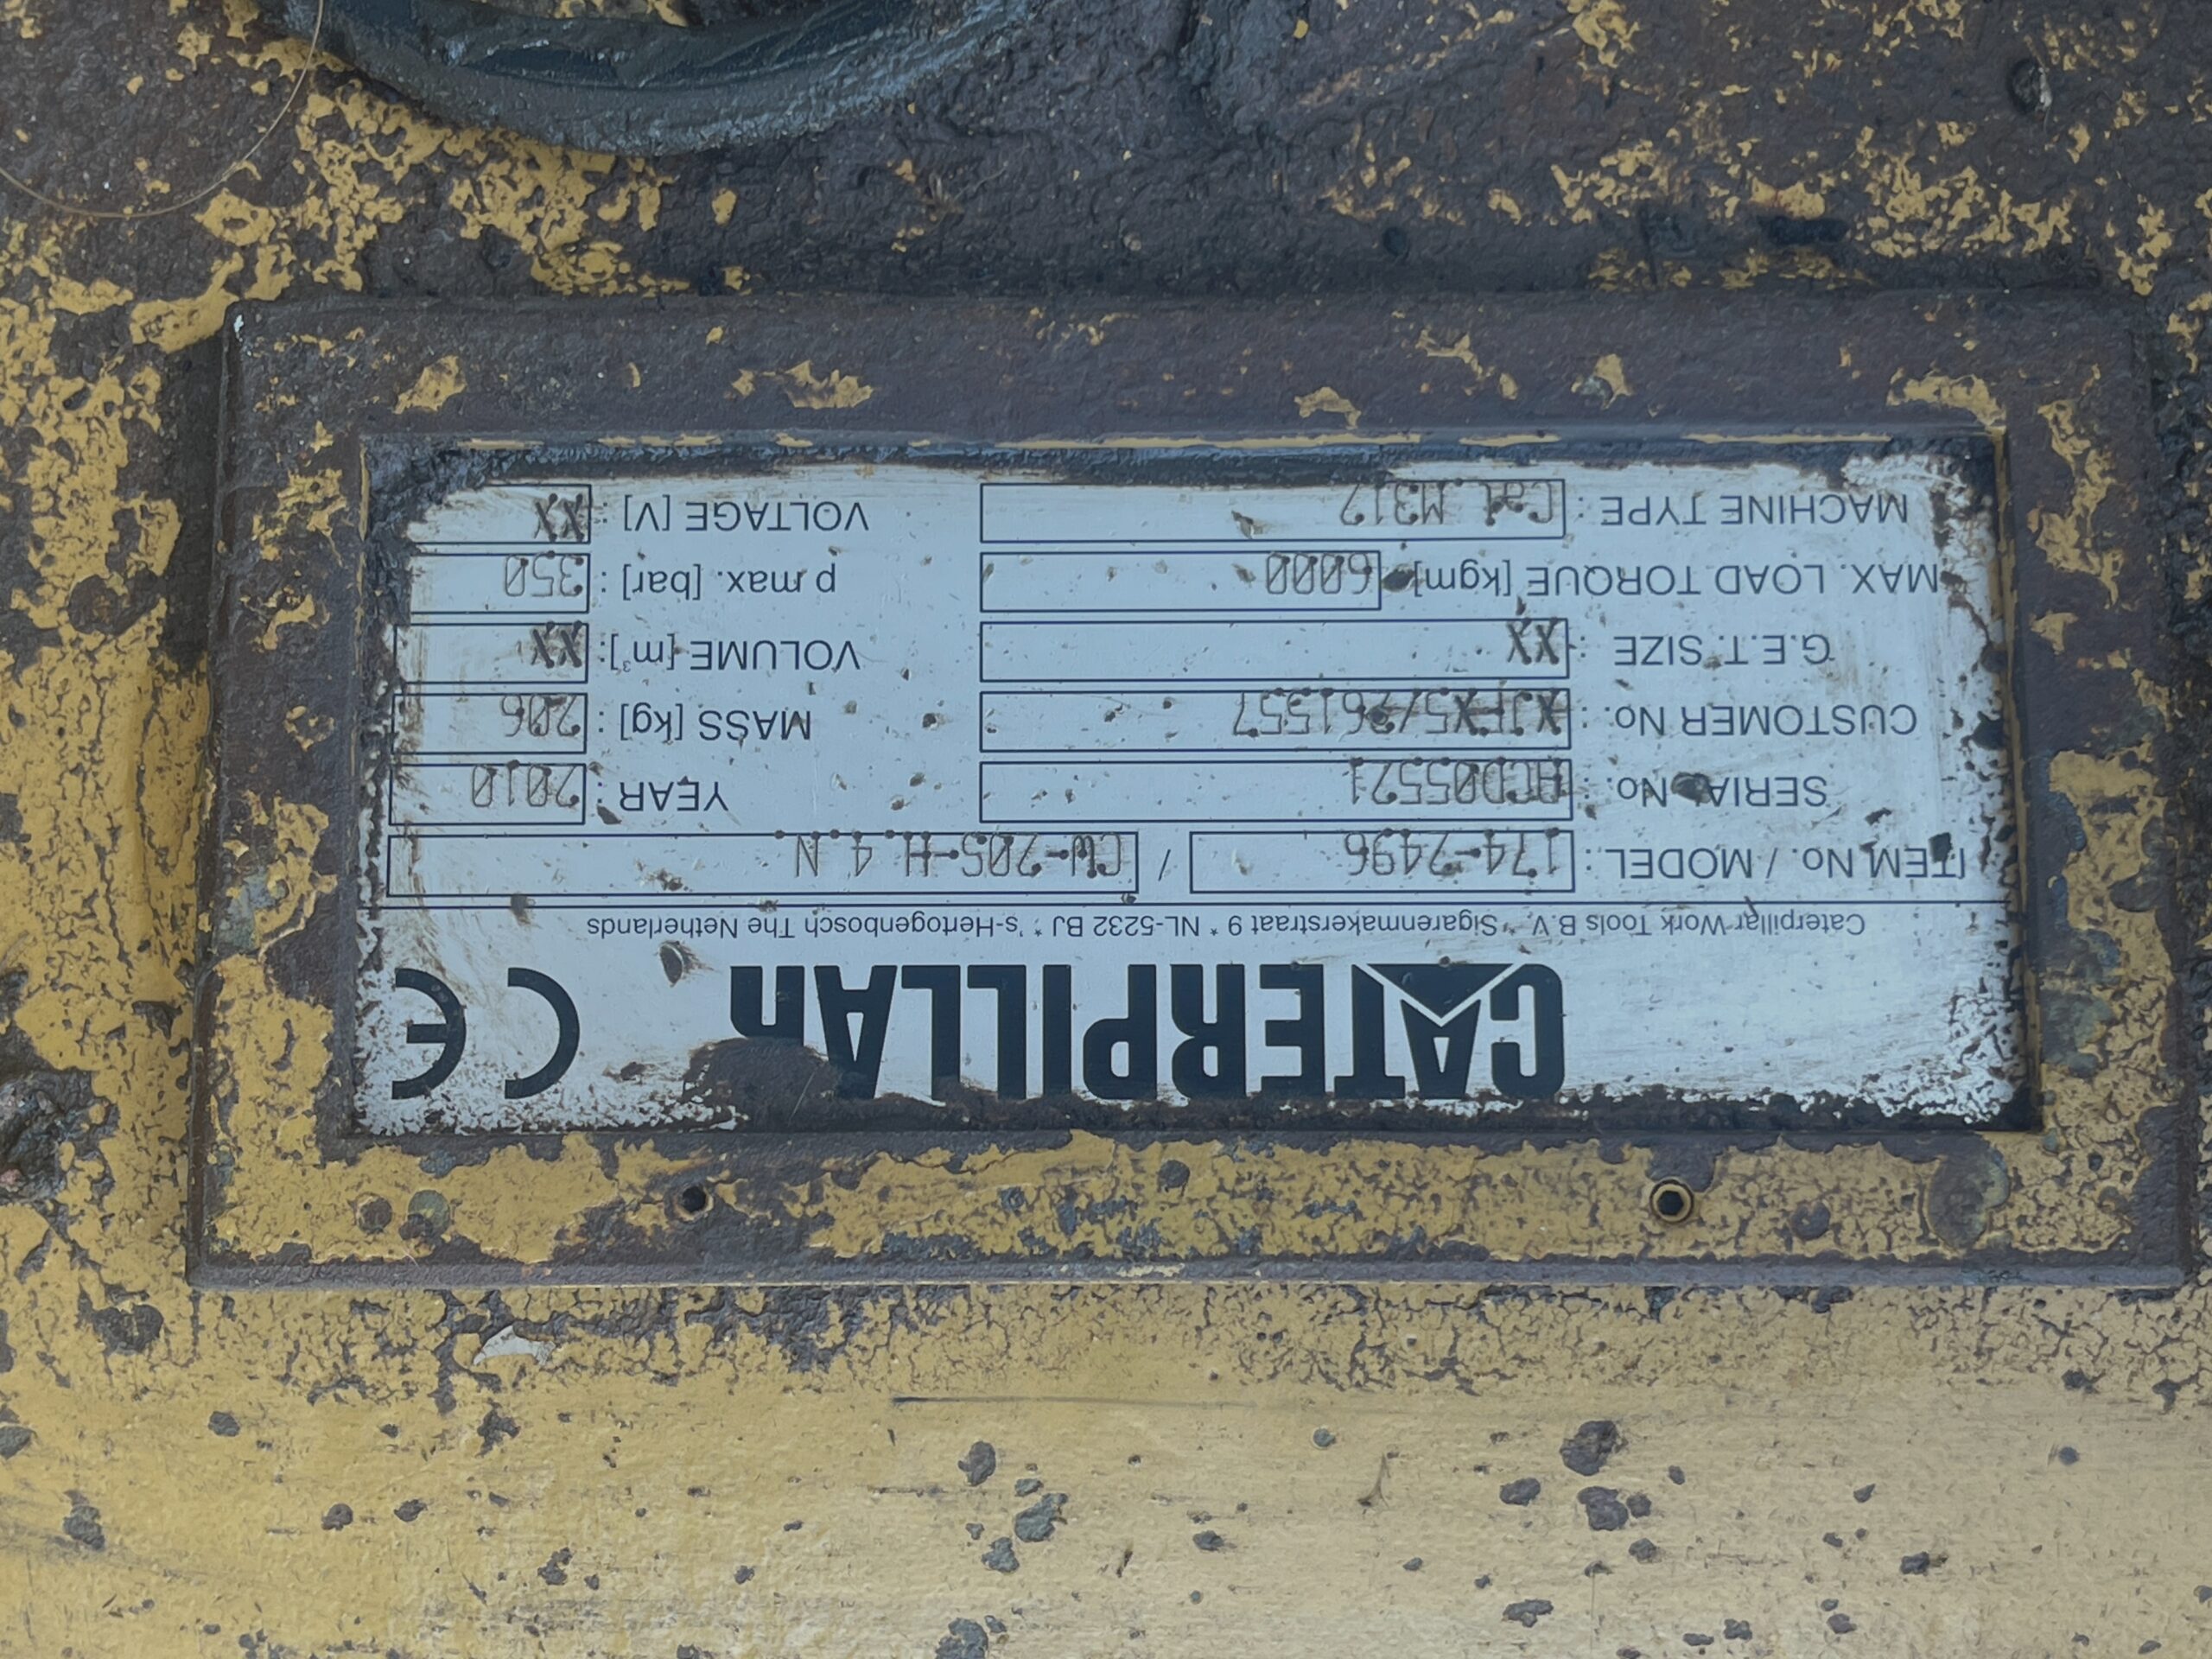 CATERPILLAR CE
Caterpillar Work Tools B.V. * Sigarenmakerstraat 9 * NL-5232 BJ * 's-Hertogenbosch The Netherlands
ITEM No. / MODEL : 174-2496 / CW-20S-H.4.N
SERIAL No. : YEAR : 2010
CUSTOMER No. : XJFX5/261557 MASS [kg] : 206
G.E.T. SIZE : XX VOLUME [m³] : XX
MAX. LOAD TORQUE [kgm] 6000 p max. [bar] : 350
MACHINE TYPE : Cat M312 VOLTAGE [V] : XX